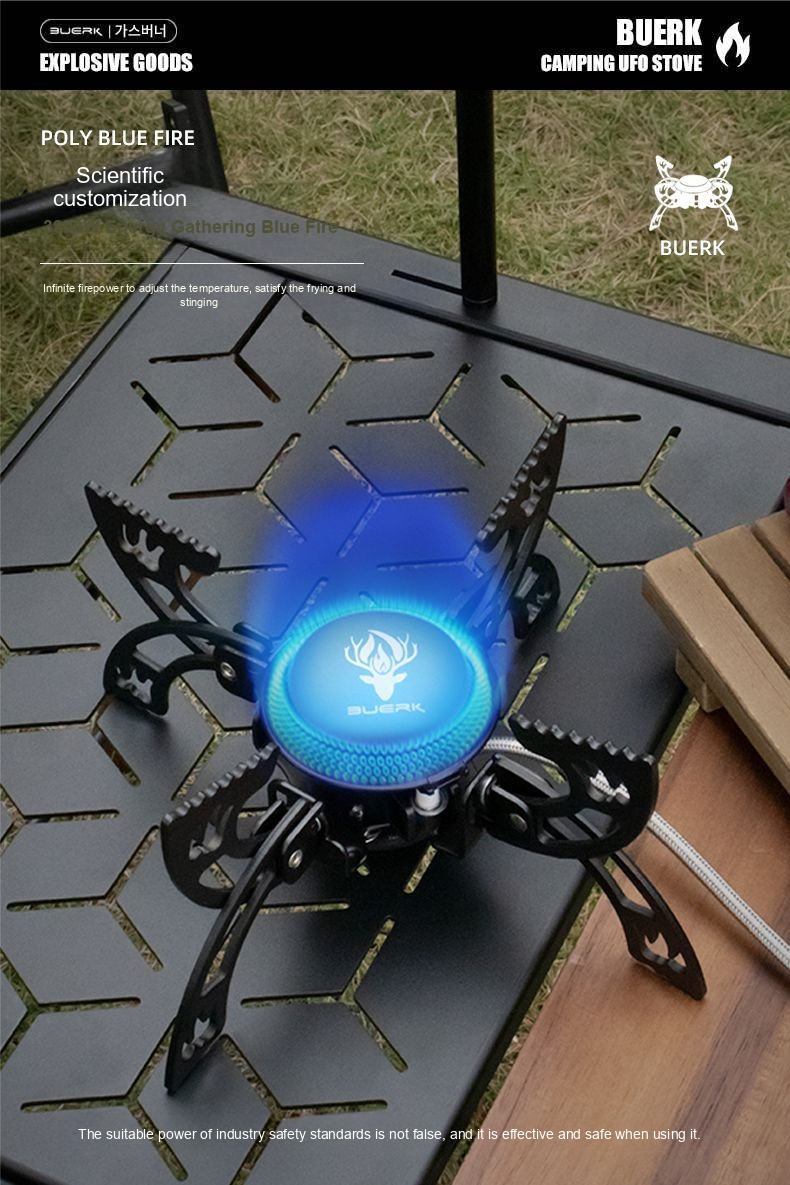 BUERK | 가스버너
EXPLOSIVE GOODS
BUERK
CAMPING UFO STOVE
POLY BLUE FIRE
Scientific
customization
Gathering Blue Fire
Infinite firepower to adjust the temperature, satisfy the frying and
stinging
BUERK
BUERK
The suitable power of industry safety standards is not false, and it is effective and safe when using it.